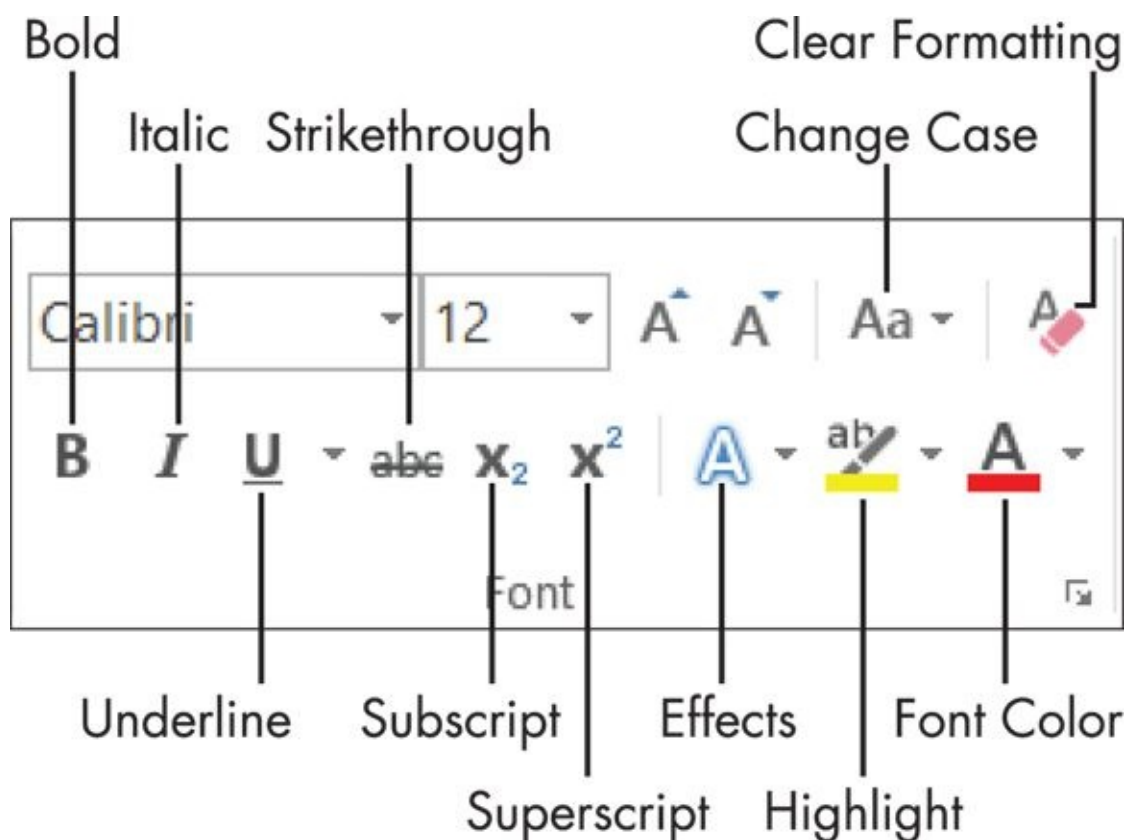 Bold
Clear Formatting
Italic
Strikethrough
Change Case
Calibri
12
A
A
Aa
A
B
I
U
abc
x₂
x²
A
ab
A
Font
Underline
Subscript
Effects
Font Color
Superscript
Highlight